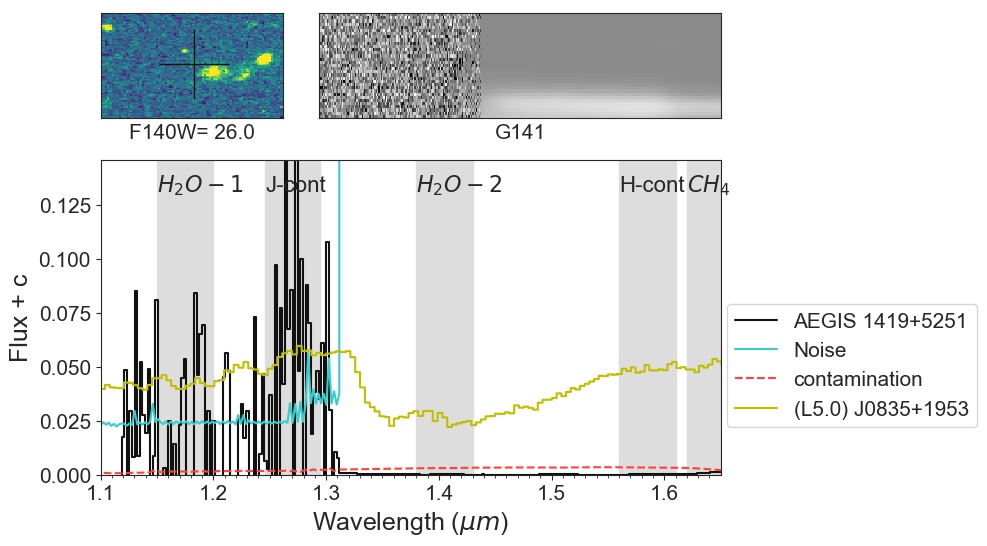 F140W= 26.0
G141
H₂O − 1
J-cont
H₂O − 2
H-cont
CH₄
Flux + c
0.125
0.100
0.075
0.050
0.025
0.000
1.1
1.2
1.3
1.4
1.5
1.6
Wavelength (μm)
AEGIS 1419+5251
Noise
contamination
(L5.0) J0835+1953